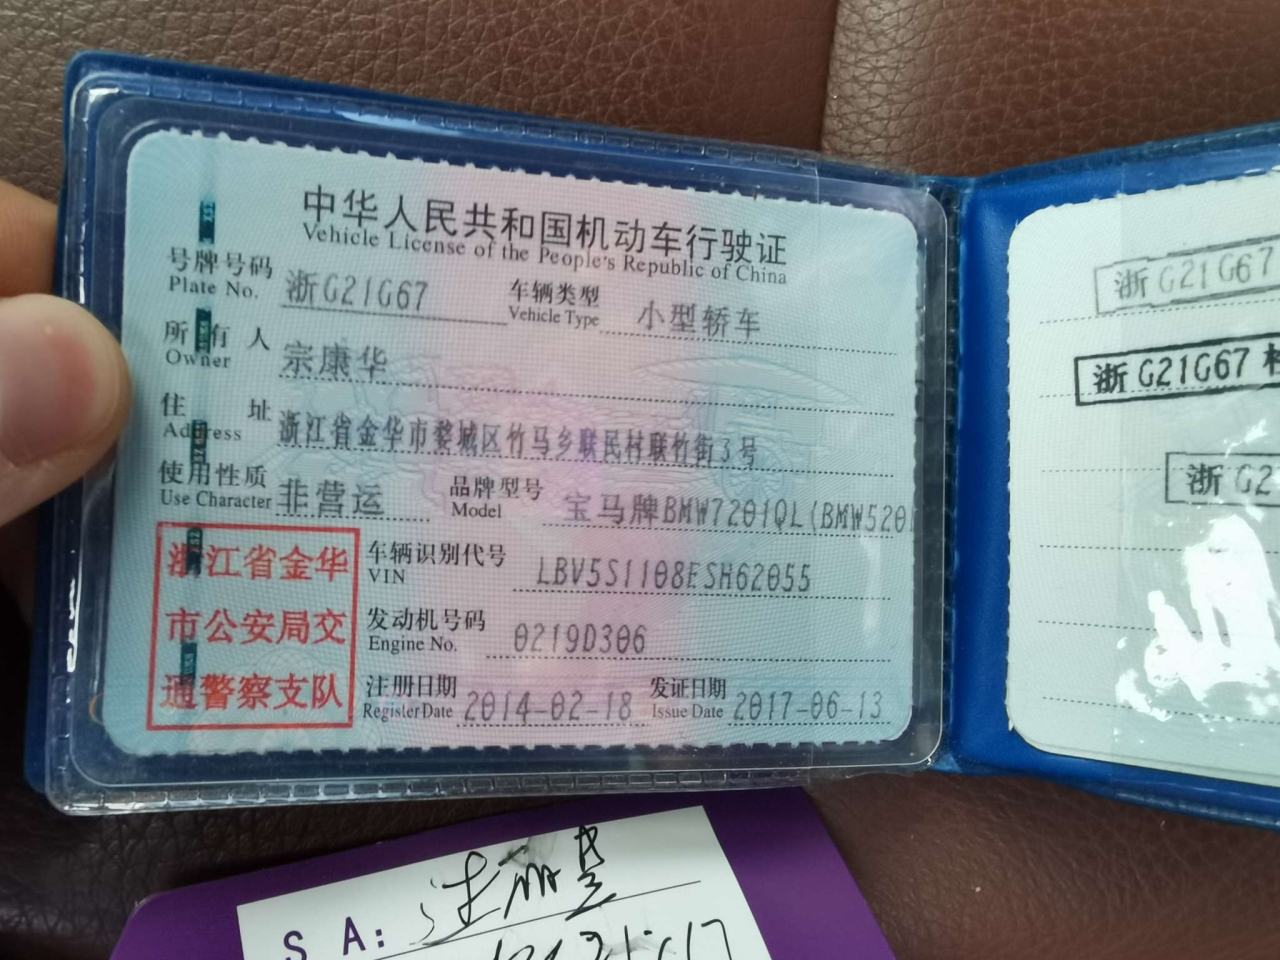 中华人民共和国机动车行驶证
Vehicle License of the People's Republic of China
号牌号码 浙G21G67 车辆类型 小型轿车
Plate No. Vehicle Type
所有人 宗康华
Owner
住址 浙江省金华市婺城区竹马乡联民村联竹街3号
Address
使用性质 非营运 品牌型号 宝马牌BMW7201QL(BMW520
Use Character Model
浙江省金华
市公安局交
通警察支队
车辆识别代号 LBV5S1108ESH62055
VIN
发动机号码 0219D306
Engine No.
注册日期 2014-02-18 发证日期 2017-06-13
Register Date Issue Date
浙G21G67
浙G21G67
浙G2
S A: